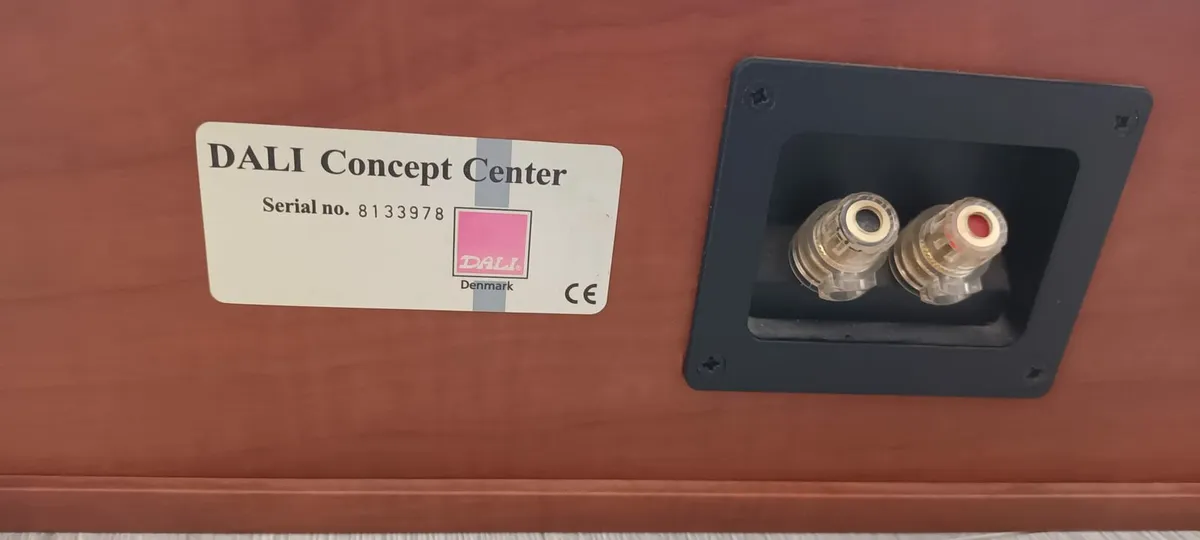 DALI Concept Center
Serial no. 8133978
DALI®
Denmark
CE